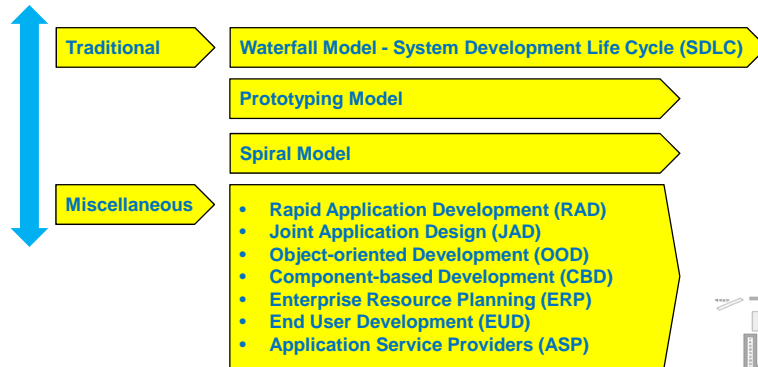 Traditional
Waterfall Model - System Development Life Cycle (SDLC)
Prototyping Model
Spiral Model
Miscellaneous
• Rapid Application Development (RAD)
• Joint Application Design (JAD)
• Object-oriented Development (OOD)
• Component-based Development (CBD)
• Enterprise Resource Planning (ERP)
• End User Development (EUD)
• Application Service Providers (ASP)